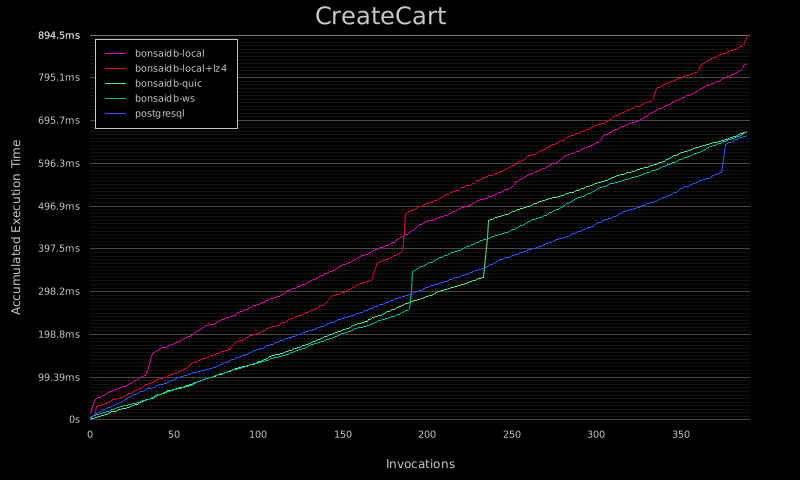 CreateCart
894.5ms
bonsaidb-local
bonsaidb-local+lz4
bonsaidb-quic
bonsaidb-ws
postgresql
795.1ms
695.7ms
596.3ms
496.9ms
397.5ms
298.2ms
198.8ms
99.39ms
0s
Accumulated Execution Time
0 50 100 150 200 250 300 350
Invocations